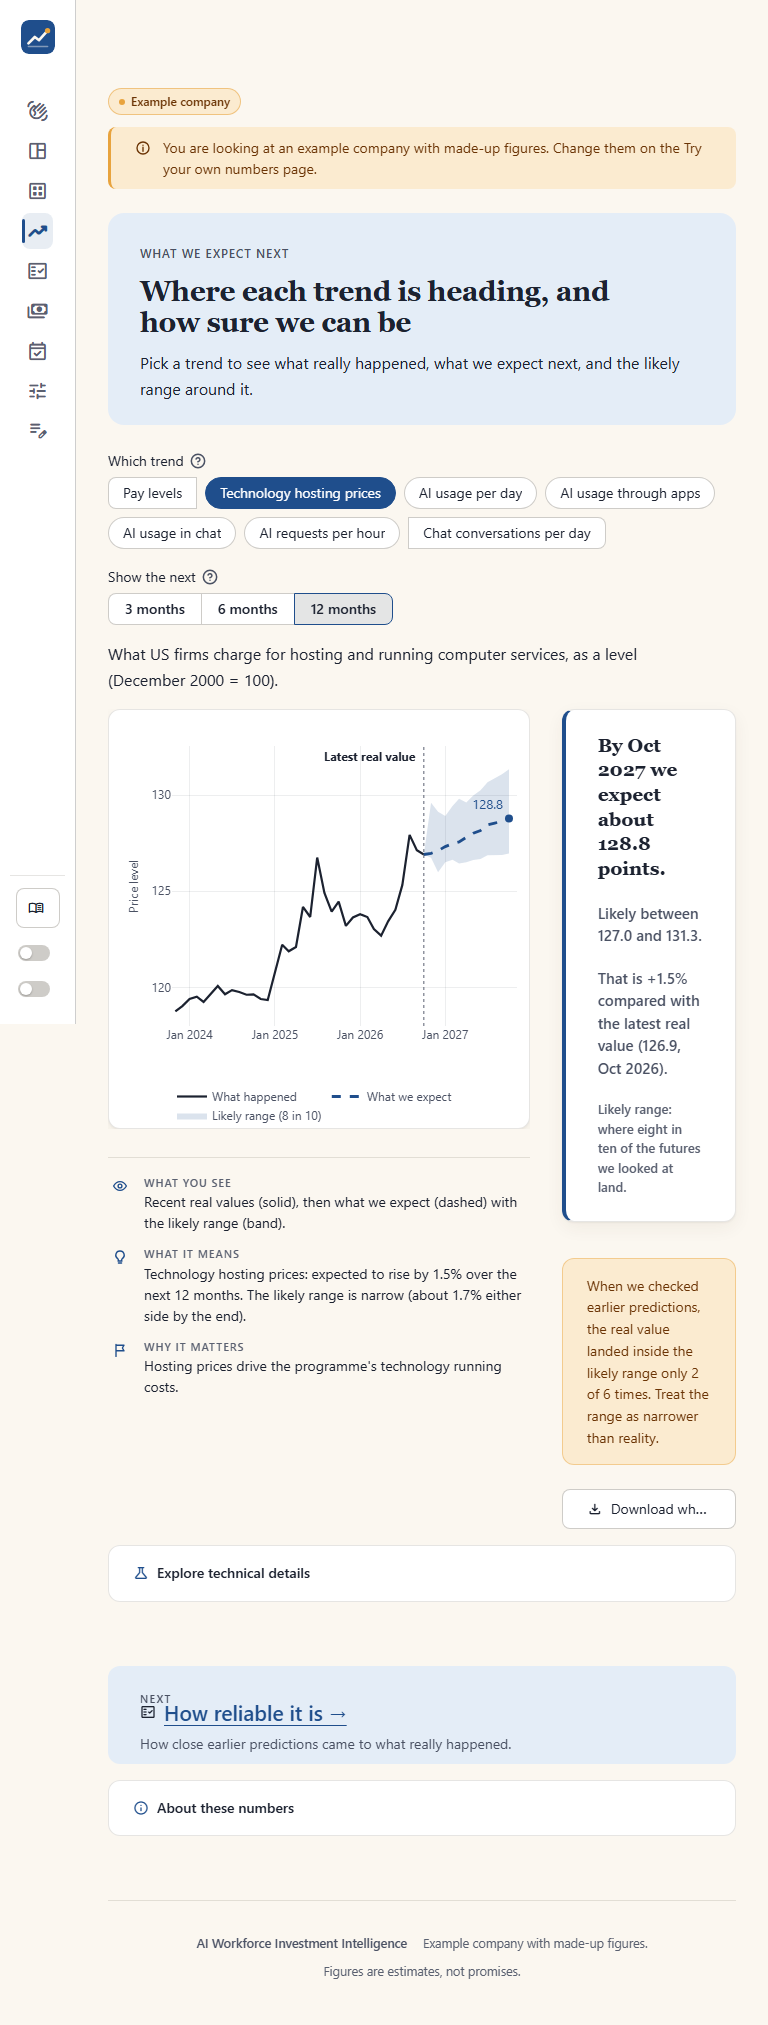 Example company
You are looking at an example company with made-up figures. Change them on the Try
your own numbers page.
WHAT WE EXPECT NEXT
Where each trend is heading, and
how sure we can be
Pick a trend to see what really happened, what we expect next, and the likely
range around it.
Which trend
Pay levels
Technology hosting prices
AI usage per day
AI usage through apps
AI usage in chat
AI requests per hour
Chat conversations per day
Show the next
3 months
6 months
12 months
What US firms charge for hosting and running computer services, as a level
(December 2000 = 100).
Latest real value
130
128.8
125
120
Price level
Jan 2024
Jan 2025
Jan 2026
Jan 2027
What happened
What we expect
Likely range (8 in 10)
By Oct
2027 we
expect
about
128.8
points.
Likely between
127.0 and 131.3.
That is +1.5%
compared with
the latest real
value (126.9,
Oct 2026).
Likely range:
where eight in
ten of the futures
we looked at
land.
WHAT YOU SEE
Recent real values (solid), then what we expect (dashed) with
the likely range (band).
WHAT IT MEANS
Technology hosting prices: expected to rise by 1.5% over the
next 12 months. The likely range is narrow (about 1.7% either
side by the end).
WHY IT MATTERS
Hosting prices drive the programme's technology running
costs.
When we checked
earlier predictions,
the real value
landed inside the
likely range only 2
of 6 times. Treat the
range as narrower
than reality.
Download wh...
Explore technical details
NEXT
How reliable it is →
How close earlier predictions came to what really happened.
About these numbers
AI Workforce Investment Intelligence Example company with made-up figures.
Figures are estimates, not promises.